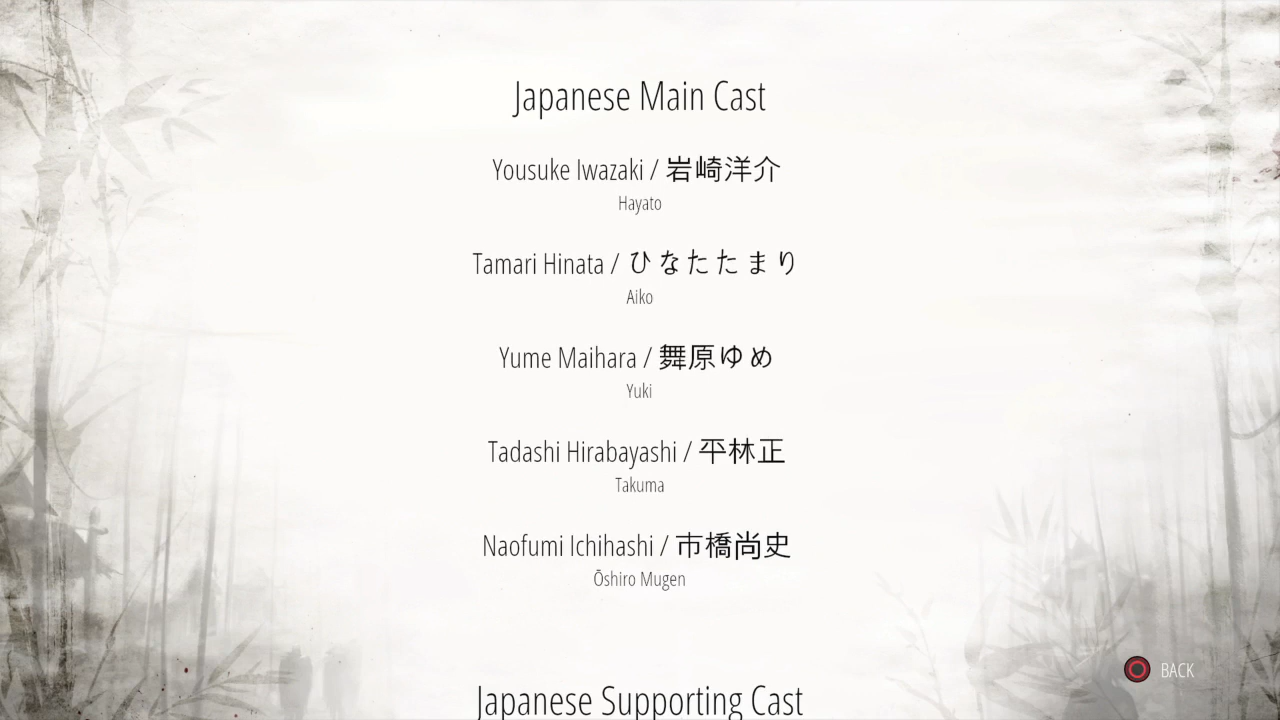 Japanese Main Cast
Yousuke Iwazaki / 岩崎洋介
Hayato
Tamari Hinata / ひなたたまり
Aiko
Yume Maihara / 舞原ゆめ
Yuki
Tadashi Hirabayashi / 平林正
Takuma
Naofumi Ichihashi / 市橋尚史
Ōshiro Mugen
BACK
Japanese Supporting Cast